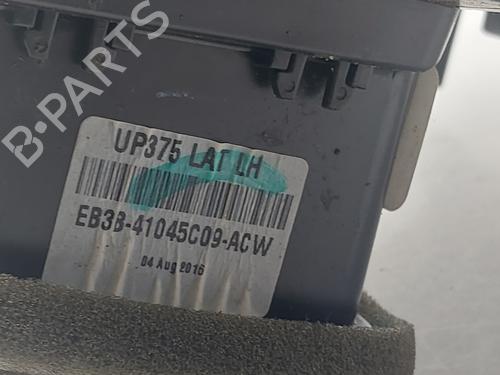 B-PARTS
UP375 LAT LH
EB3B-41045C09-ACW
04 Aug 2016